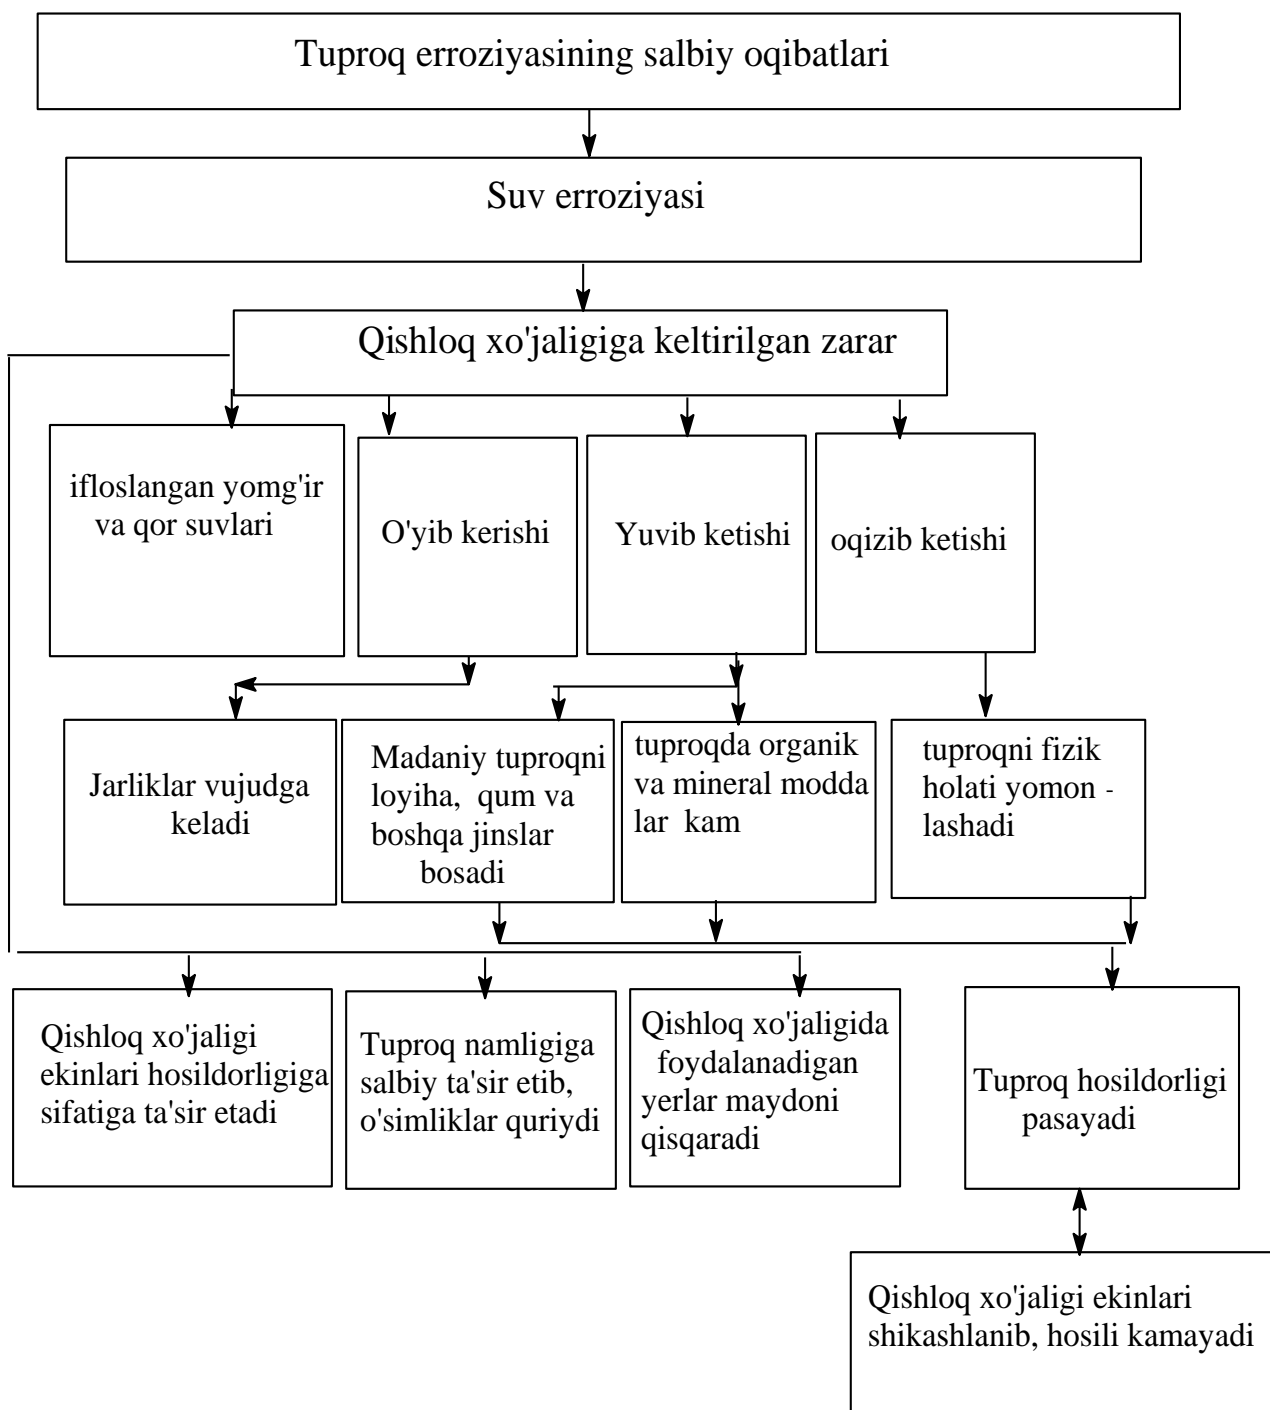 Tuproq erroziyasining salbiy oqibatlari
Suv erroziyasi
Qishloq xo'jaligiga keltirilgan zarar
ifloslangan yomg'ir
va qor suvlari
O'yib kerishi
Yuvib ketishi
oqizib ketishi
Jarliklar vujudga
keladi
Madaniy tuproqni
loyiha, qum va
boshqa jinslar
bosadi
tuproqda organik
va mineral modda
lar kam
tuproqni fizik
holati yomon -
lashadi
Qishloq xo'jaligi
ekinlari hosildorligiga
sifatiga ta'sir etadi
Tuproq namligiga
salbiy ta'sir etib,
o'simliklar quriydi
Qishloq xo'jaligida
foydalanadigan
yerlar maydoni
qisqaradi
Tuproq hosildorligi
pasayadi
Qishloq xo'jaligi ekinlari
shikashlanib, hosili kamayadi